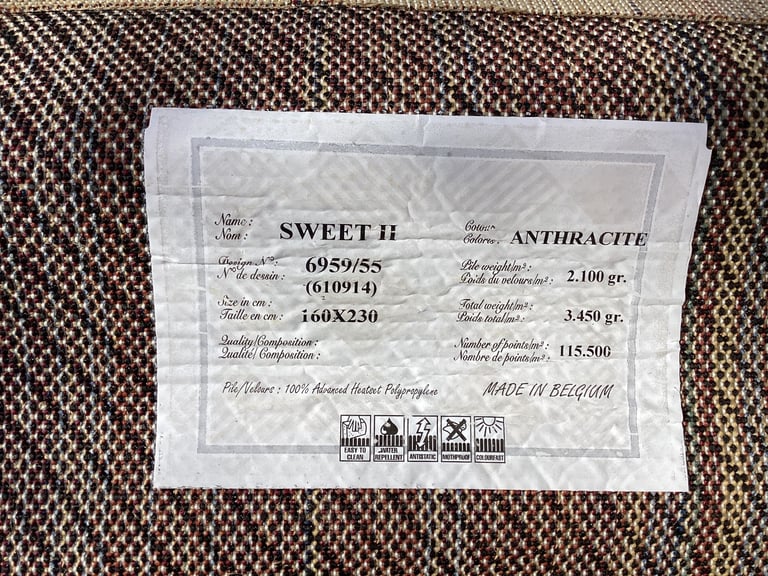 Name :
Nom :
SWEET II
Colour
Coloris :
ANTHRACITE
Design N°:
N° de dessin :
6959/55
(610914)
Pile weight/m² :
Poids du velours/m² :
2.100 gr.
Size in cm :
Taille en cm :
160X230
Total weight/m² :
Poids total/m² :
3.450 gr.
Quality/Composition :
Qualité/ Composition :
Number of points/m² :
Nombre de points/m² :
115.500
Pile/Velours : 100% Advanced Heatset Polypropylene
MADE IN BELGIUM
EASY TO
CLEAN
WATER
REPELLENT
ANTISTATIC
MOTHPROOF
COLOURFAST